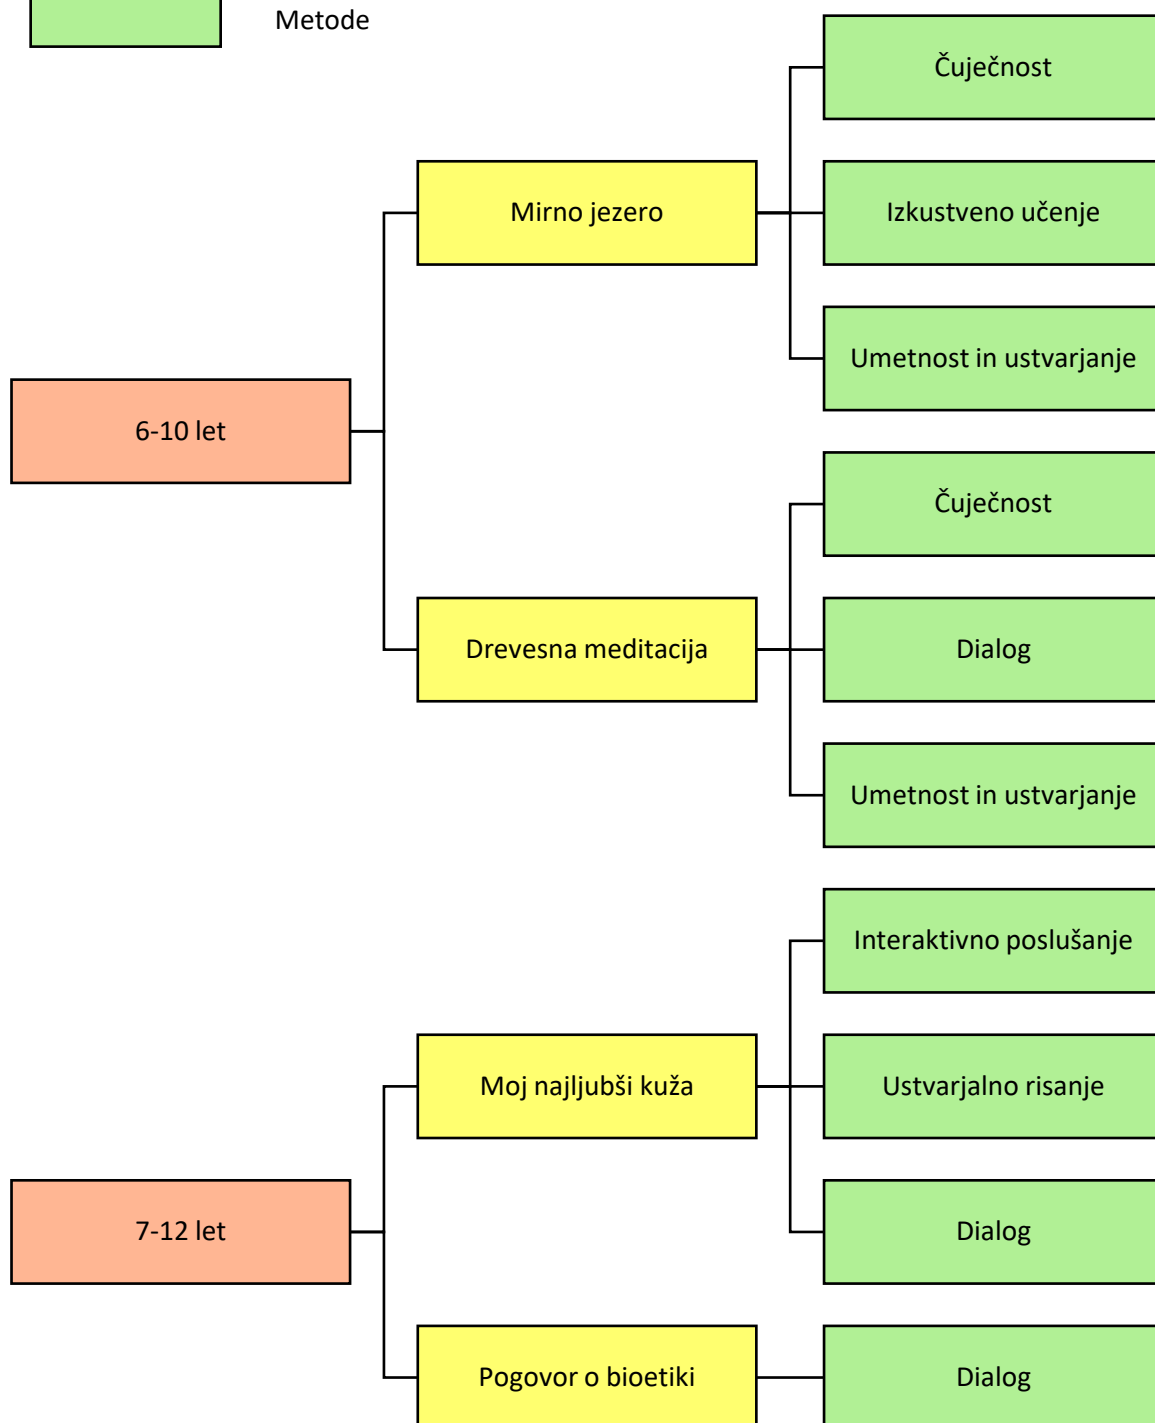 Metode
6-10 let
Mirno jezero
Čuječnost
Izkustveno učenje
Umetnost in ustvarjanje
Drevesna meditacija
Čuječnost
Dialog
Umetnost in ustvarjanje
7-12 let
Moj najljubši kuža
Interaktivno poslušanje
Ustvarjalno risanje
Dialog
Pogovor o bioetiki
Dialog